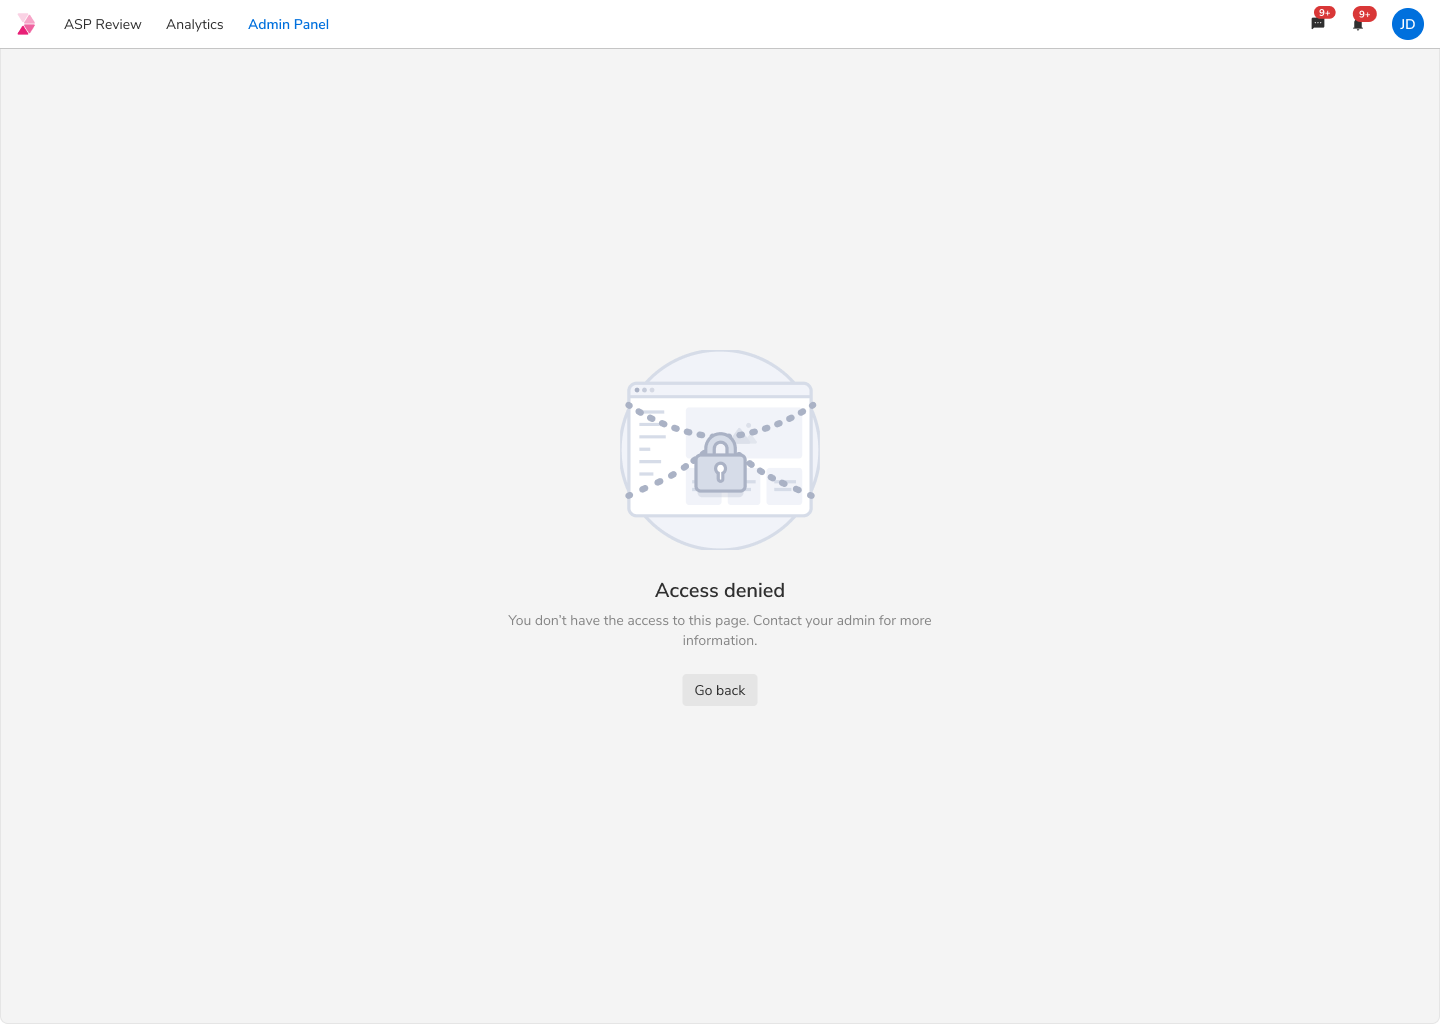 ASP Review Analytics Admin Panel 9+ 9+ JD
Access denied
You don’t have the access to this page. Contact your admin for more
information.
Go back